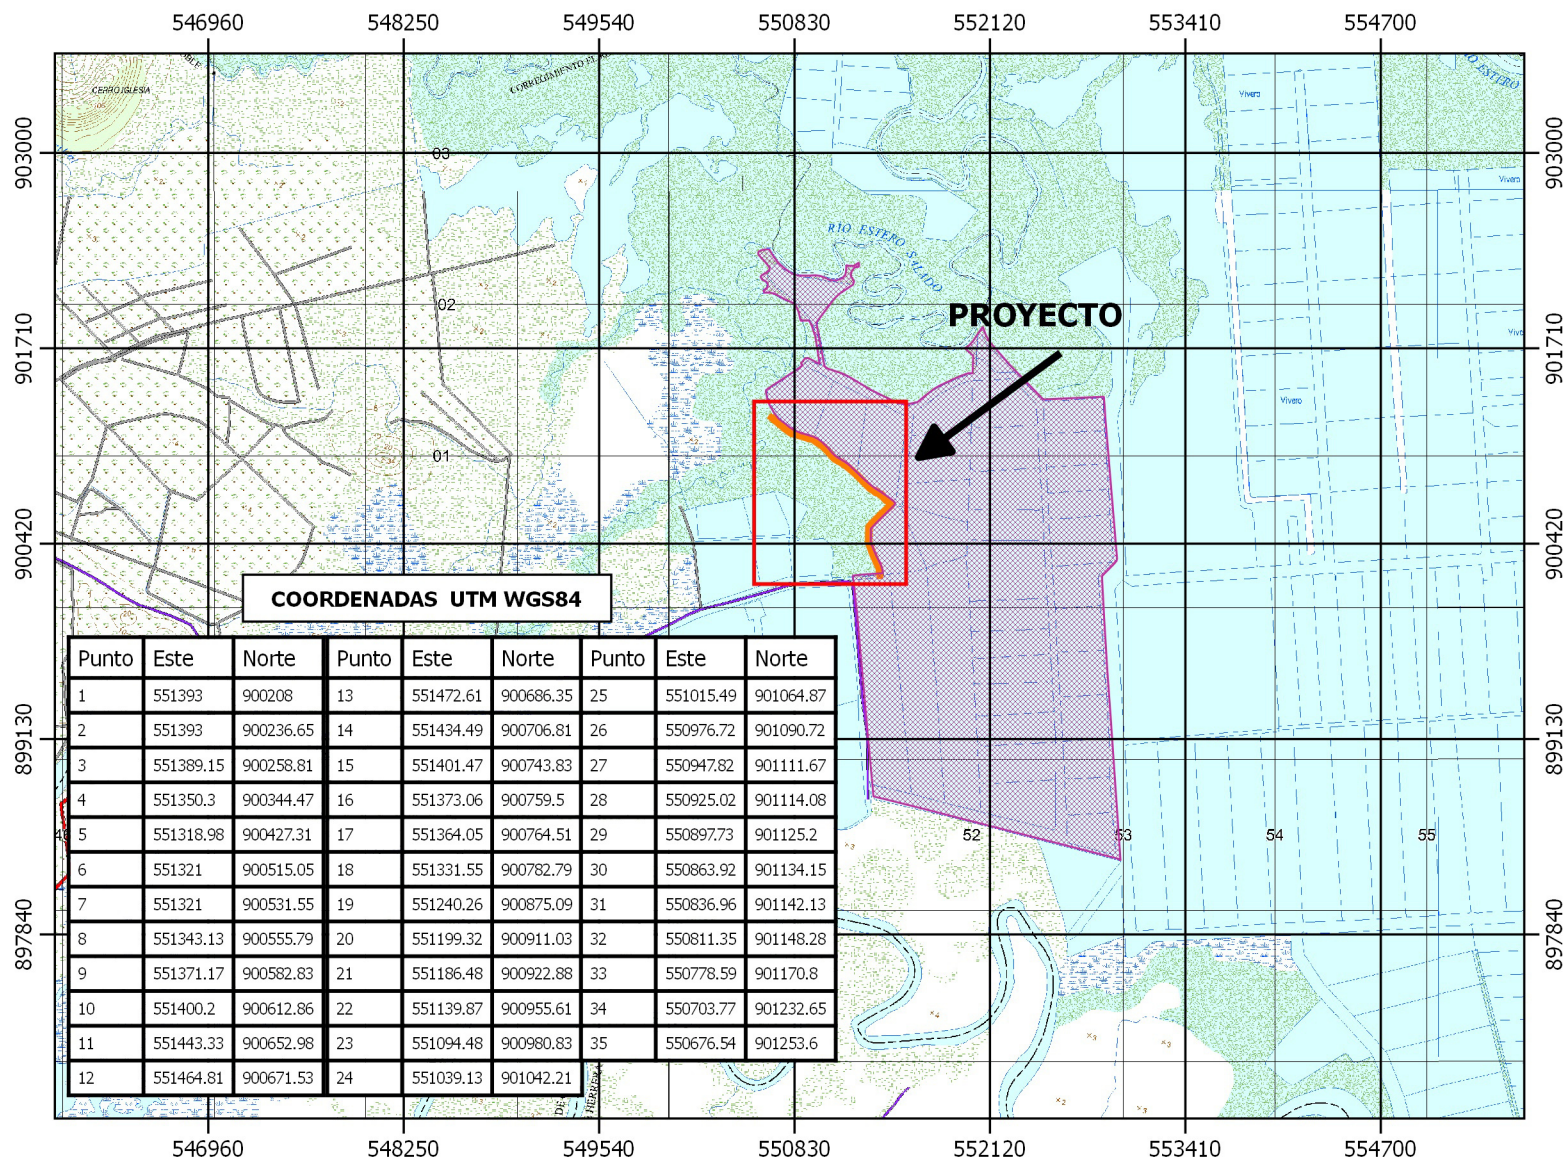 546960 548250 549540 550830 552120 553410 554700
CERRO IGLESIA
CORREGIMIENTO EL
RIO ESTERO
Vivero
903000 903000
03
Vivero
RIO ESTERO SALADO
02
PROYECTO
901710 901710
Vivero
01
900420 900420
COORDENADAS UTM WGS84
Punto Este Norte Punto Este Norte Punto Este Norte
1 551393 900208 13 551472.61 900686.35 25 551015.49 901064.87
2 551393 900236.65 14 551434.49 900706.81 26 550976.72 901090.72
3 551389.15 900258.81 15 551401.47 900743.83 27 550947.82 901111.67
4 551350.3 900344.47 16 551373.06 900759.5 28 550925.02 901114.08
5 551318.98 900427.31 17 551364.05 900764.51 29 550897.73 901125.2
6 551321 900515.05 18 551331.55 900782.79 30 550863.92 901134.15
7 551321 900531.55 19 551240.26 900875.09 31 550836.96 901142.13
8 551343.13 900555.79 20 551199.32 900911.03 32 550811.35 901148.28
9 551371.17 900582.83 21 551186.48 900922.88 33 550778.59 901170.8
10 551400.2 900612.86 22 551139.87 900955.61 34 550703.77 901232.65
11 551443.33 900652.98 23 551094.48 900980.83 35 550676.54 901253.6
12 551464.81 900671.53 24 551039.13 901042.21
899130 899130
52 53 54 55
897840 897840
DE HERRERA
546960 548250 549540 550830 552120 553410 554700